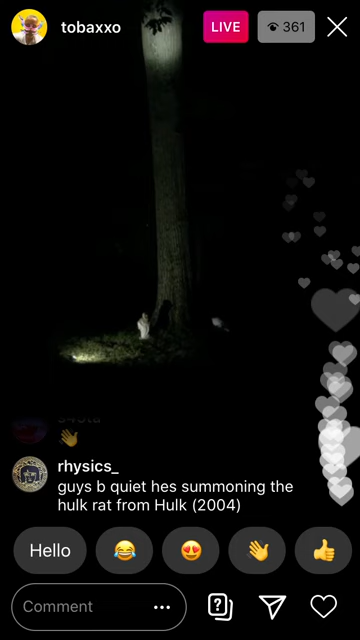 tobaxxo
LIVE
361
rhysics_
guys b quiet hes summoning the
hulk rat from Hulk (2004)
Hello
Comment